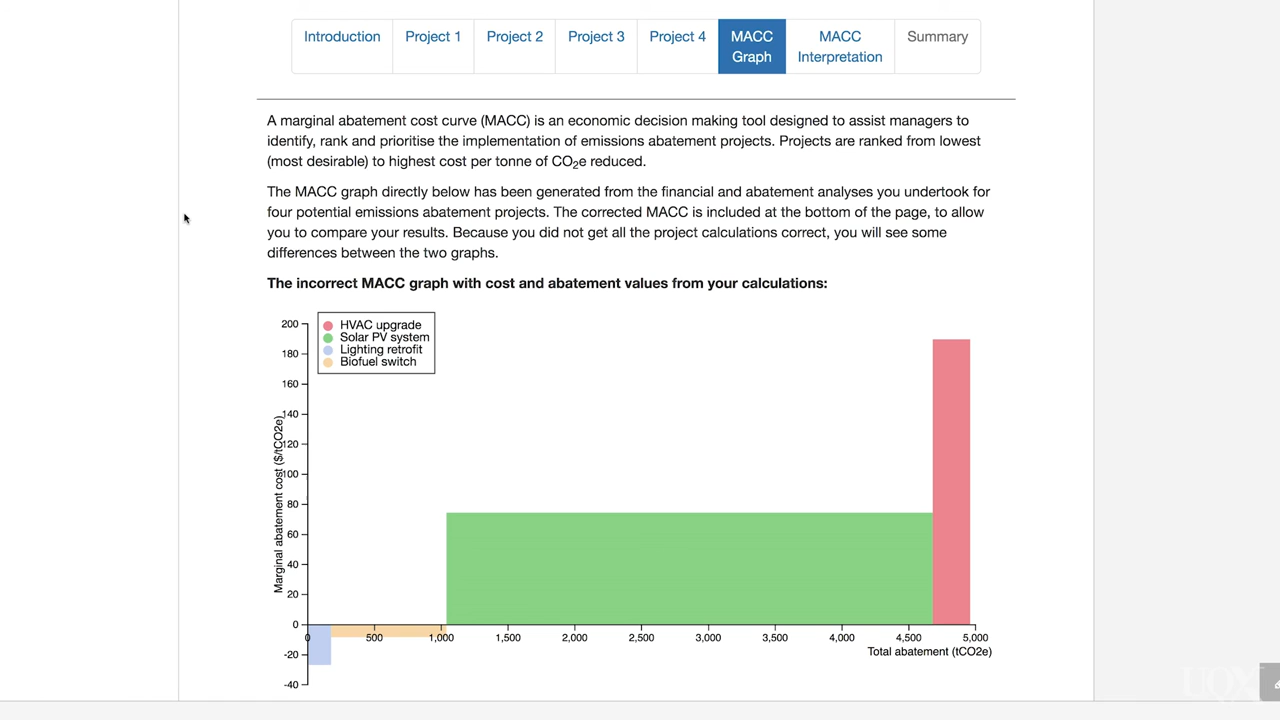 Introduction
Project 1
Project 2
Project 3
Project 4
MACC
Graph
MACC
Interpretation
Summary
A marginal abatement cost curve (MACC) is an economic decision making tool designed to assist managers to
identify, rank and prioritise the implementation of emissions abatement projects. Projects are ranked from lowest
(most desirable) to highest cost per tonne of CO2e reduced.
The MACC graph directly below has been generated from the financial and abatement analyses you undertook for
four potential emissions abatement projects. The corrected MACC is included at the bottom of the page, to allow
you to compare your results. Because you did not get all the project calculations correct, you will see some
differences between the two graphs.
The incorrect MACC graph with cost and abatement values from your calculations:
HVAC upgrade
Solar PV system
Lighting retrofit
Biofuel switch
Marginal abatement cost ($/tCO2e)
200
180
160
140
120
100
80
60
40
20
0
-20
-40
0
500
1,000
1,500
2,000
2,500
3,000
3,500
4,000
4,500
5,000
Total abatement (tCO2e)
UQX